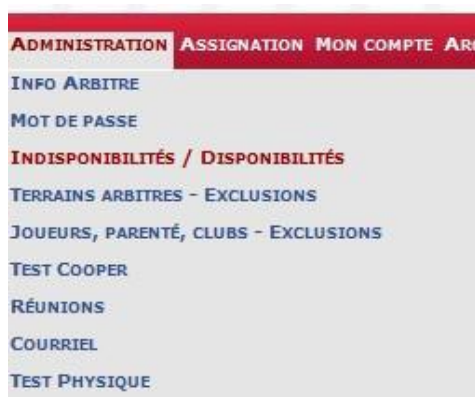 Administration Assignation Mon compte
Info Arbitre
Mot de passe
Indisponibilités / Disponibilités
Terrains arbitres - Exclusions
Joueurs, parenté, clubs - Exclusions
Test Cooper
Réunions
Courriel
Test Physique